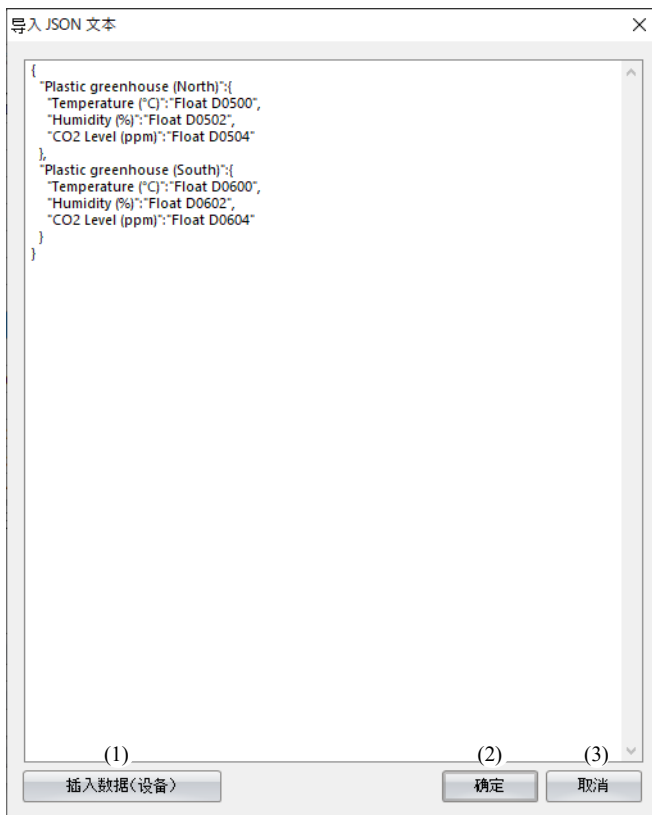 导入 JSON 文本
{
"Plastic greenhouse (North)":{
"Temperature (°C)":"Float D0500",
"Humidity (%)":"Float D0502",
"CO2 Level (ppm)":"Float D0504"
},
"Plastic greenhouse (South)":{
"Temperature (°C)":"Float D0600",
"Humidity (%)":"Float D0602",
"CO2 Level (ppm)":"Float D0604"
}
}
(1) (2) (3)
插入数据(设备) 确定 取消